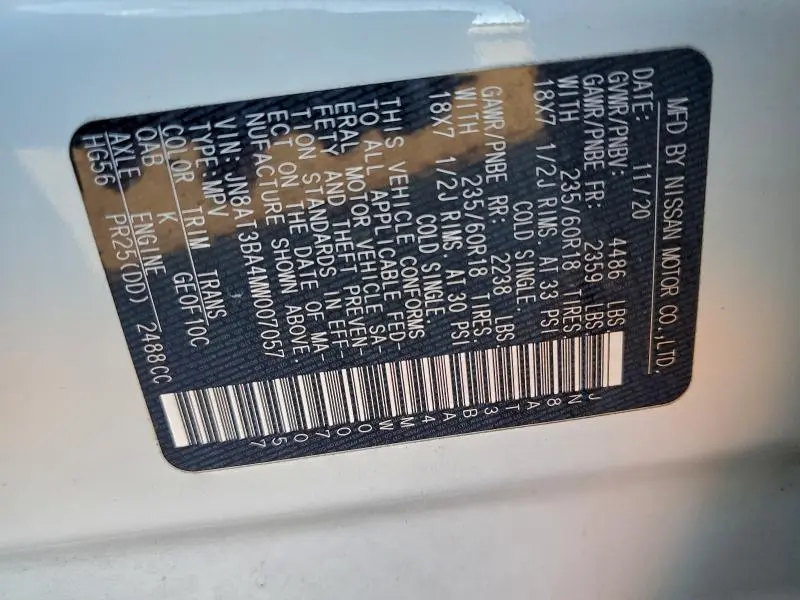 MFD BY NISSAN MOTOR CO.,LTD.
DATE: 11/20
GVWR/PNBV: 4486 LBS
GAWR/PNBE FR: 2359 LBS
WITH 235/60R18 TIRES.
18X7 1/2J RIMS. AT 33 PSI
COLD SINGLE
GAWR/PNBE RR: 2238 LBS
WITH 235/60R18 TIRES.
18X7 1/2J RIMS. AT 30 PSI
COLD SINGLE
THIS VEHICLE CONFORMS
TO ALL APPLICABLE FED-
ERAL MOTOR VEHICLE SA-
FETY AND THEFT PREVEN-
TION STANDARDS IN EFF-
ECT ON THE DATE OF MA-
NUFACTURE SHOWN ABOVE.
VIN: JN8AT3BA4MW007057
TYPE: MPV
COLOR TRIM TRANS
QAB K GEOF10C
AXLE ENGINE
HG56 PR25(DD) 2488CC
JN8AT3BA4MW007057